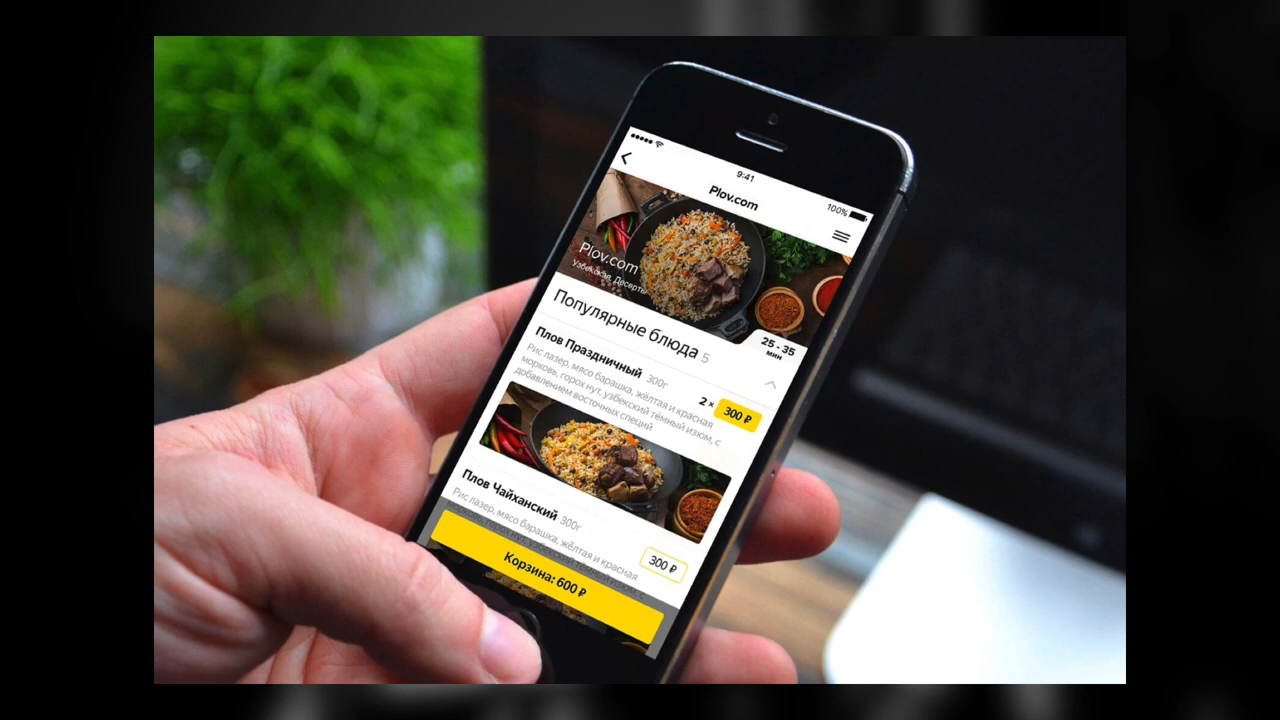 9:41
100%
Plov.com
Plov.com
Узбекская, Десерты
25 - 35
мин
Популярные блюда 5
Плов Праздничный 300г
Рис лазер, мясо барашка, жёлтая и красная
морковь, горох нут, узбекский тёмный изюм, с
добавлением восточных специй
2 × 300 ₽
Плов Чайханский 300г
Рис лазер, мясо барашка, жёлтая и красная
300 ₽
Корзина: 600 ₽